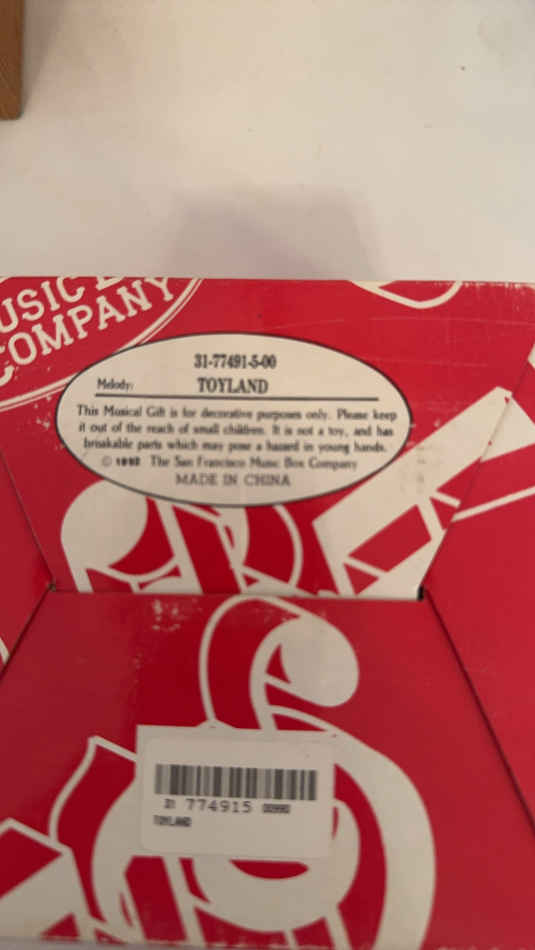 USIC B
COMPANY
31-77491-5-00
Melody: TOYLAND
This Musical Gift is for decorative purposes only. Please keep
it out of the reach of small children. It is not a toy, and has
breakable parts which may pose a hazard in young hands.
© The San Francisco Music Box Company
MADE IN CHINA
31 774915
TOYLAND